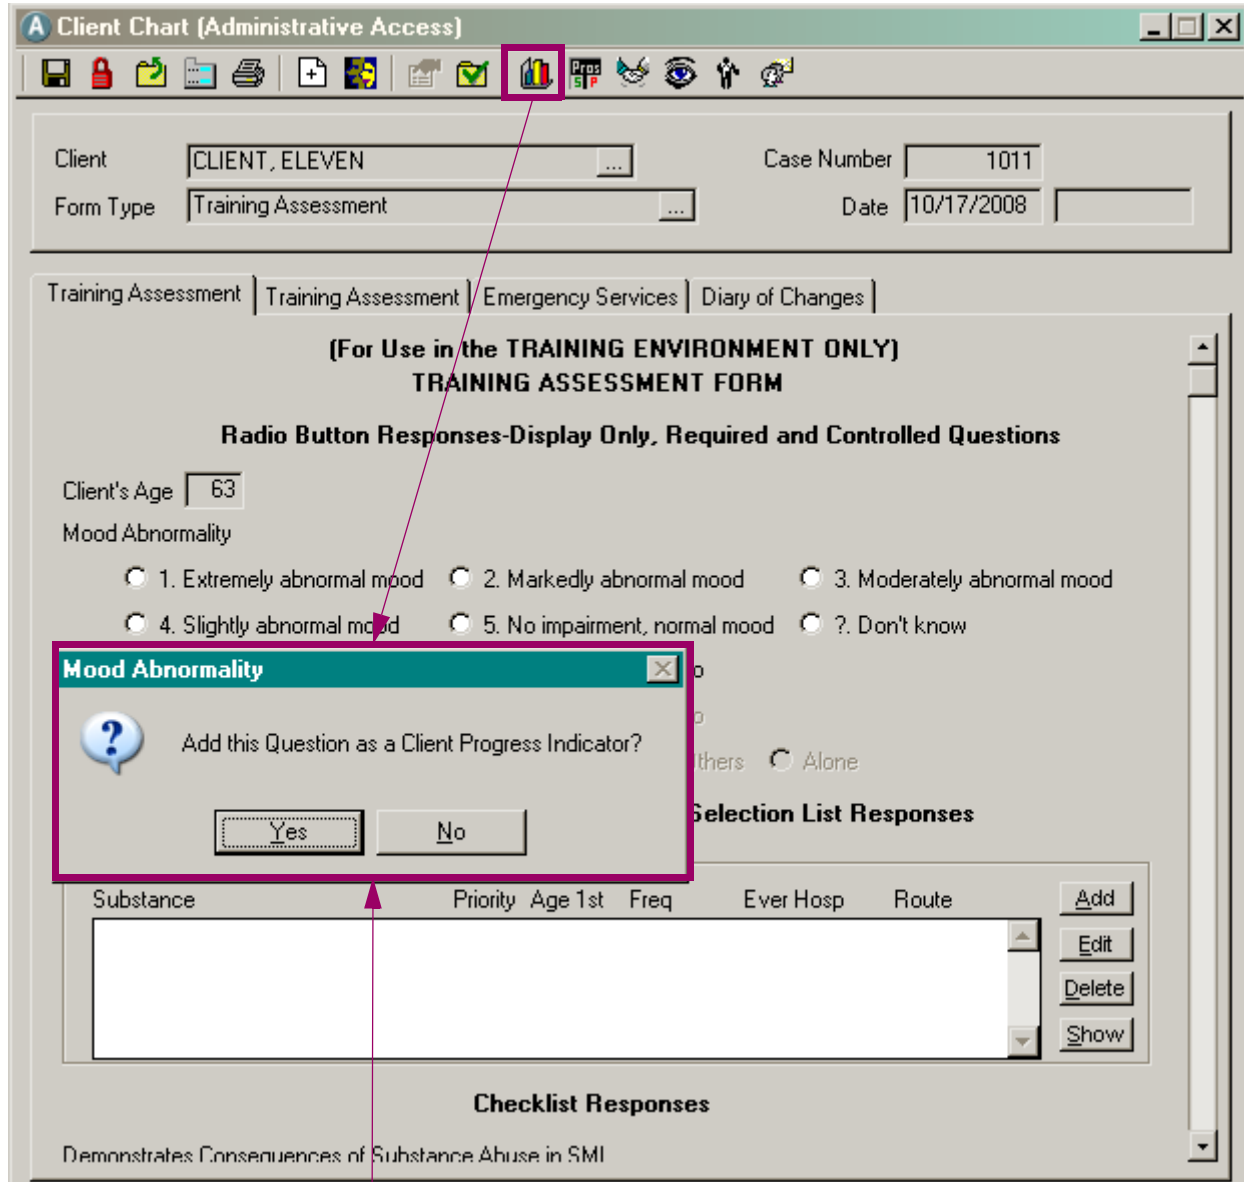 A Client Chart (Administrative Access)
Pros
S P
Client CLIENT, ELEVEN ... Case Number 1011
Form Type Training Assessment ... Date 10/17/2008
Training Assessment Training Assessment Emergency Services Diary of Changes
(For Use in the TRAINING ENVIRONMENT ONLY)
TRAINING ASSESSMENT FORM
Radio Button Responses-Display Only, Required and Controlled Questions
Client's Age 63
Mood Abnormality
1. Extremely abnormal mood 2. Markedly abnormal mood 3. Moderately abnormal mood
4. Slightly abnormal mood 5. No impairment, normal mood ?. Don't know
Mood Abnormality
Add this Question as a Client Progress Indicator?
Alone
Selection List Responses
Yes No
Substance Priority Age 1st Freq Ever Hosp Route Add
Edit
Delete
Show
Checklist Responses
Demonstrates Consequences of Substance Abuse in SMI